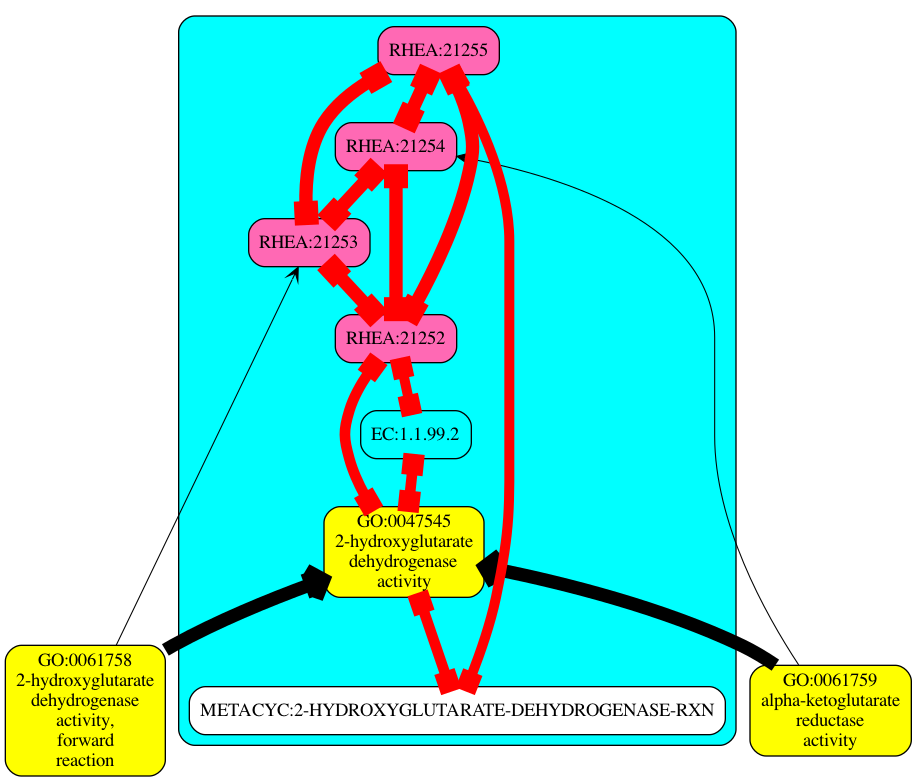 RHEA:21255
RHEA:21254
RHEA:21253
RHEA:21252
EC:1.1.99.2
GO:0047545
2-hydroxyglutarate
dehydrogenase
activity
GO:0061758
2-hydroxyglutarate
dehydrogenase
activity,
forward
reaction
METACYC:2-HYDROXYGLUTARATE-DEHYDROGENASE-RXN
GO:0061759
alpha-ketoglutarate
reductase
activity